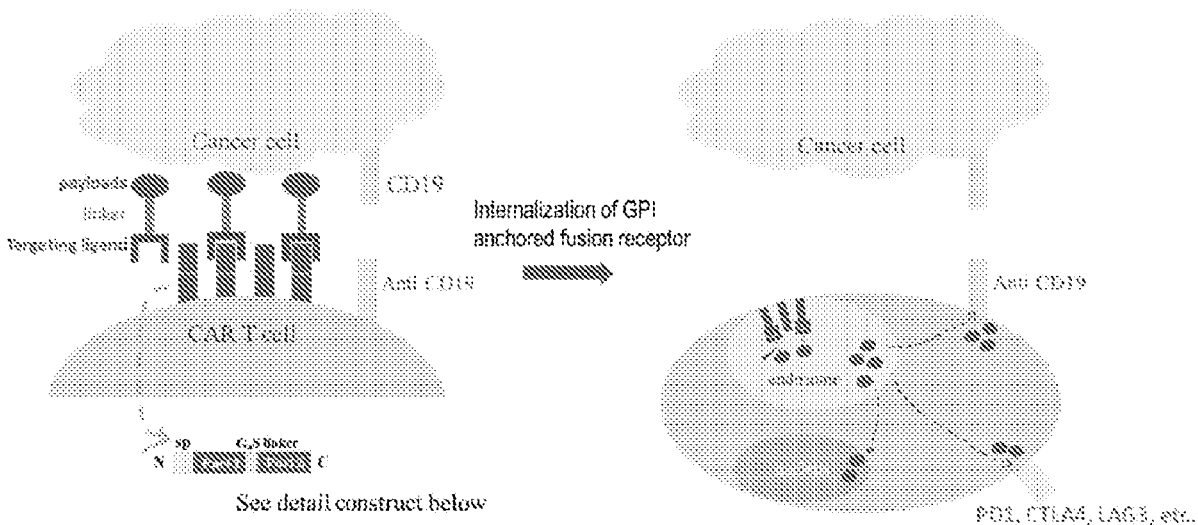 Cancer cell
payloads
linker
Targeting ligand
CD19
Anti CD19
CAR T cell
sp
G₄S linker
N
C
See detail construct below
Internalization of GPI
anchored fusion receptor
Cancer cell
Anti CD19
endosome
PD1, CTLA4, LAG3, etc.